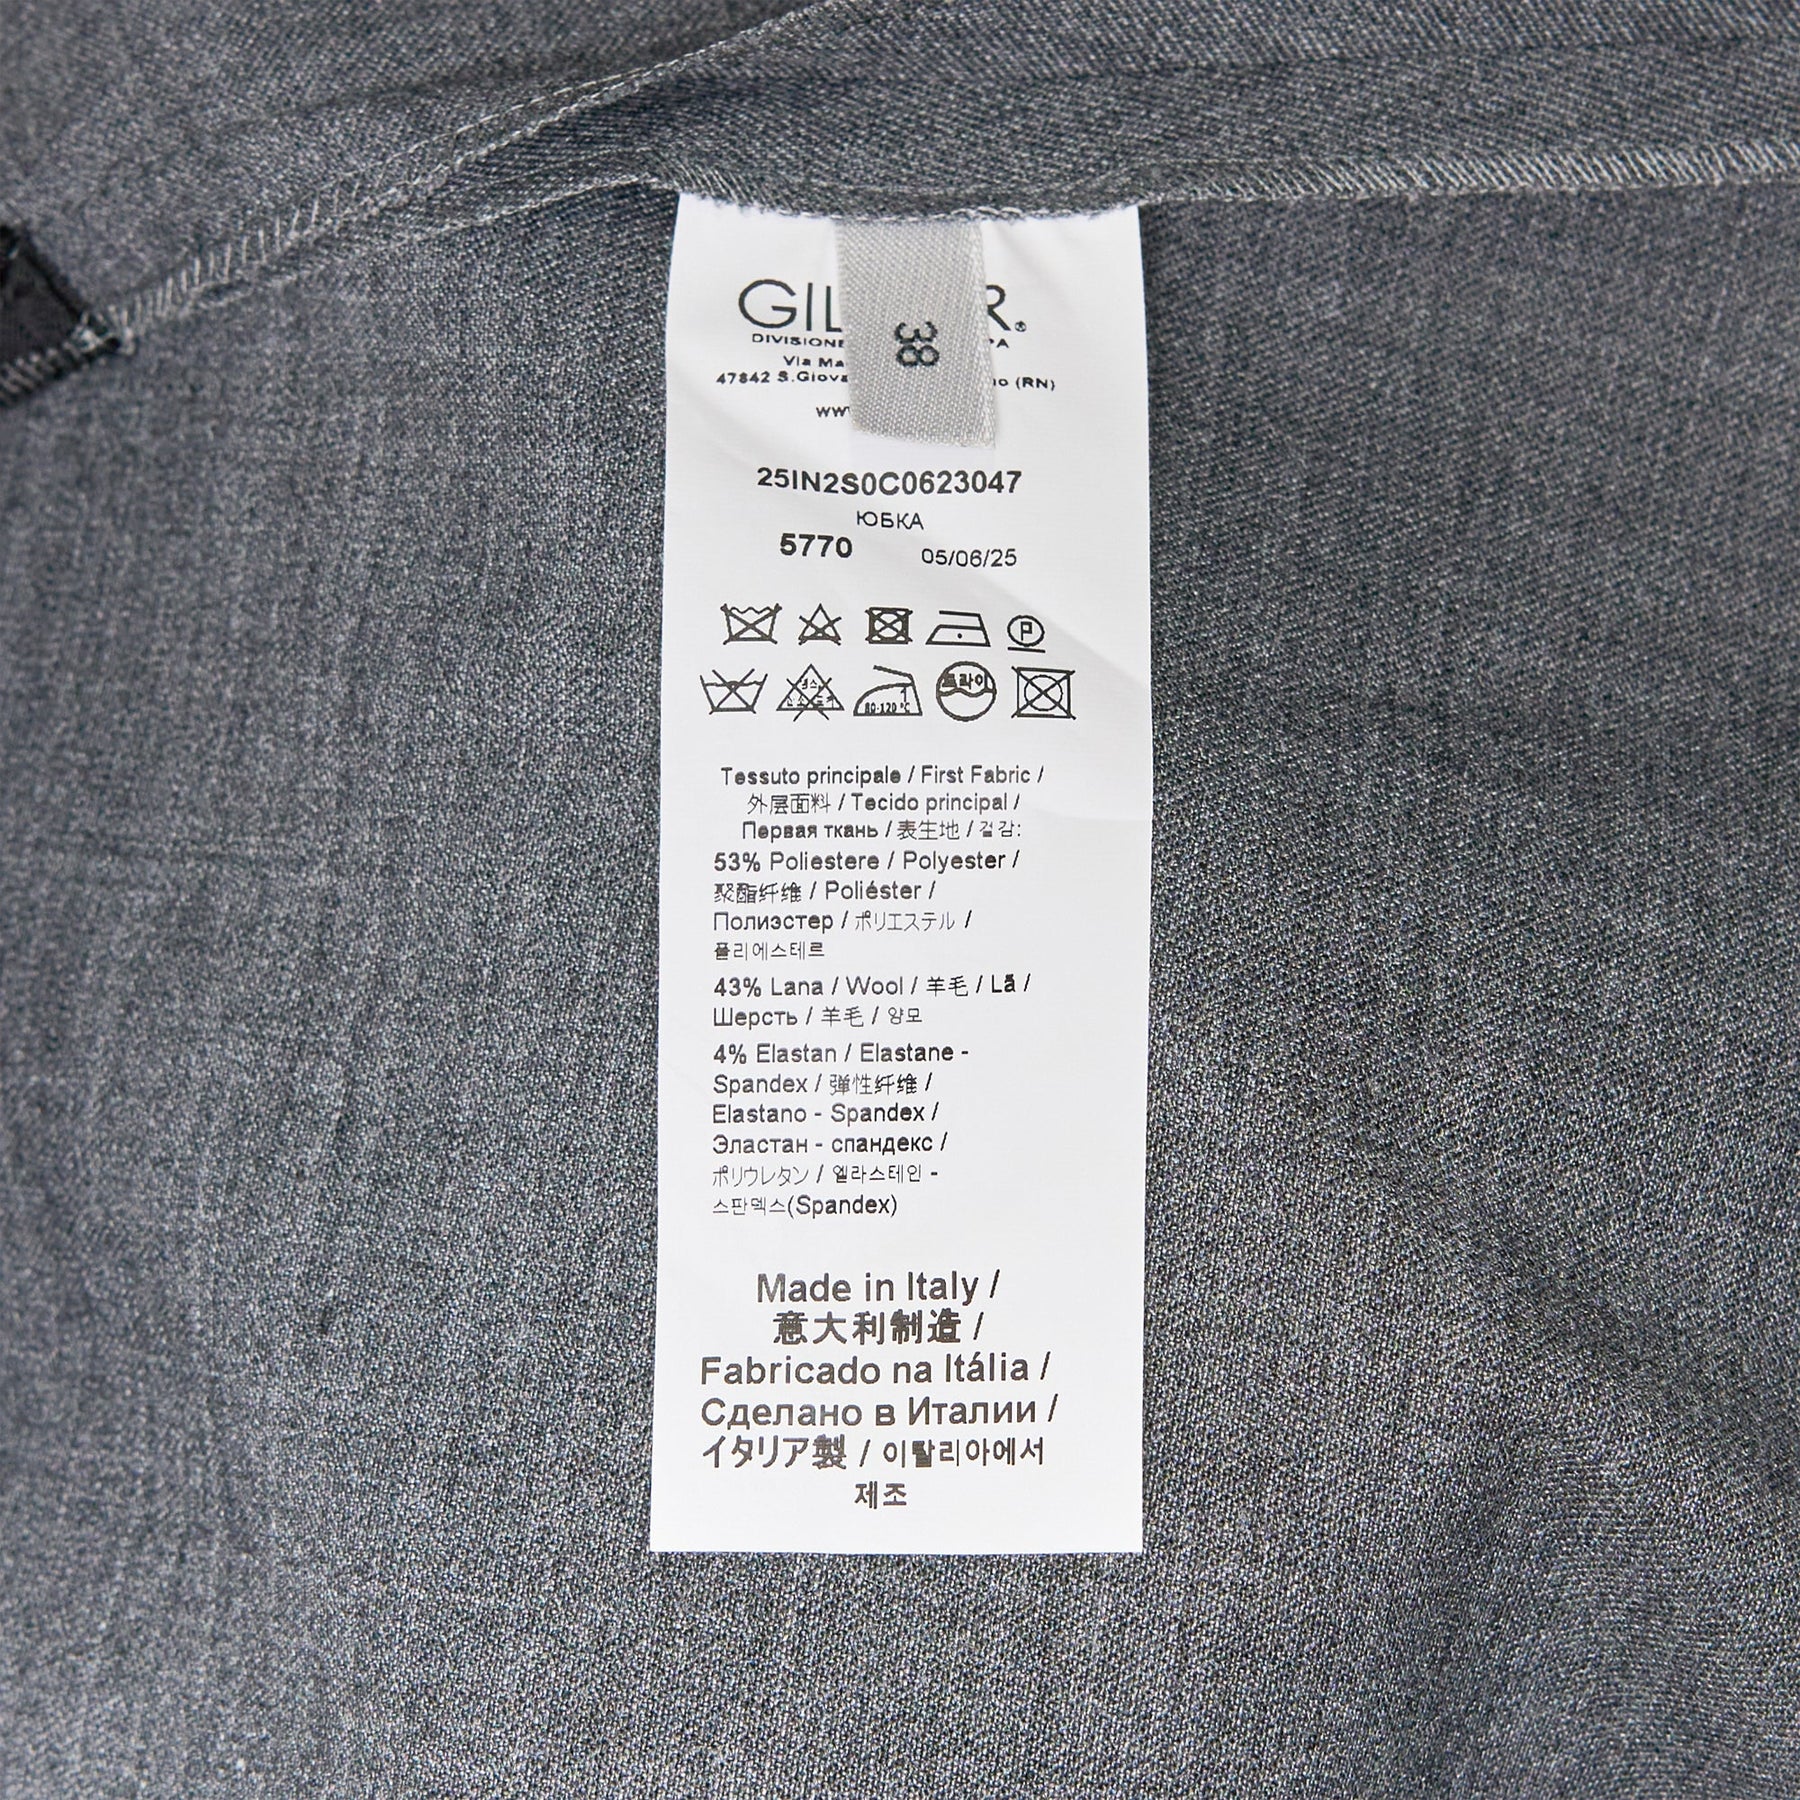 38
DIVISIONE
Via
47842
(RN)
25IN2S0C0623047
ЮБКА
5770 05/06/25
P
80-120 °C
드라이
Tessuto principale / First Fabric /
外层面料 / Tecido principal /
Первая ткань / 表生地 / 겉감:
53% Poliestere / Polyester /
聚酯纤维 / Poliéster /
Полиэстер / ポリエステル /
폴리에스테르
43% Lana / Wool / 羊毛 / Lã /
Шерсть / 羊毛 / 양모
4% Elastan / Elastane -
Spandex / 弹性纤维 /
Elastano - Spandex /
Эластан - спандекс /
ポリウレタン / 엘라스테인 -
스판덱스(Spandex)
Made in Italy /
意大利制造 /
Fabricado na Itália /
Сделано в Италии /
イタリア製 / 이탈리아에서
제조